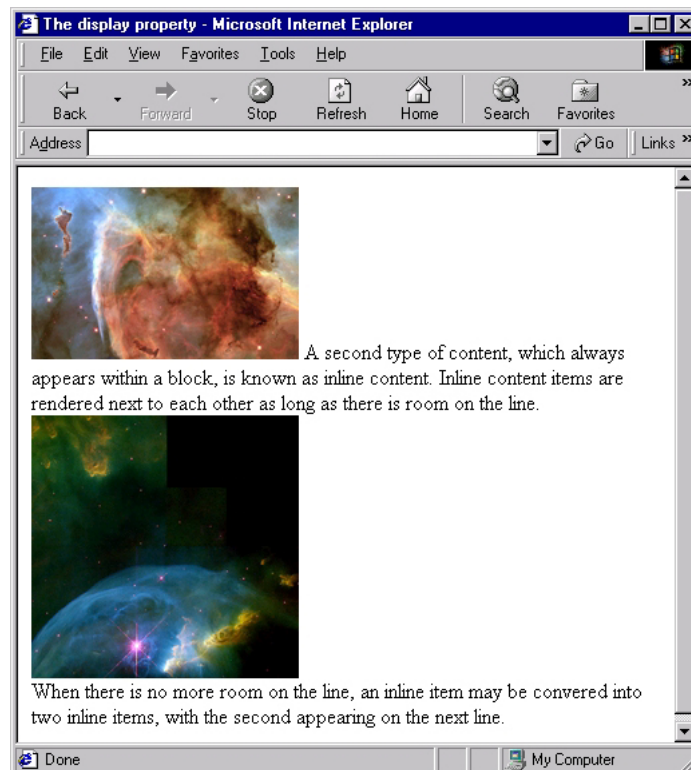 The display property - Microsoft Internet Explorer
File Edit View Favorites Tools Help
Back Forward Stop Refresh Home Search Favorites »
Address Go Links »
A second type of content, which always
appears within a block, is known as inline content. Inline content items are
rendered next to each other as long as there is room on the line.
When there is no more room on the line, an inline item may be convered into
two inline items, with the second appearing on the next line.
Done My Computer